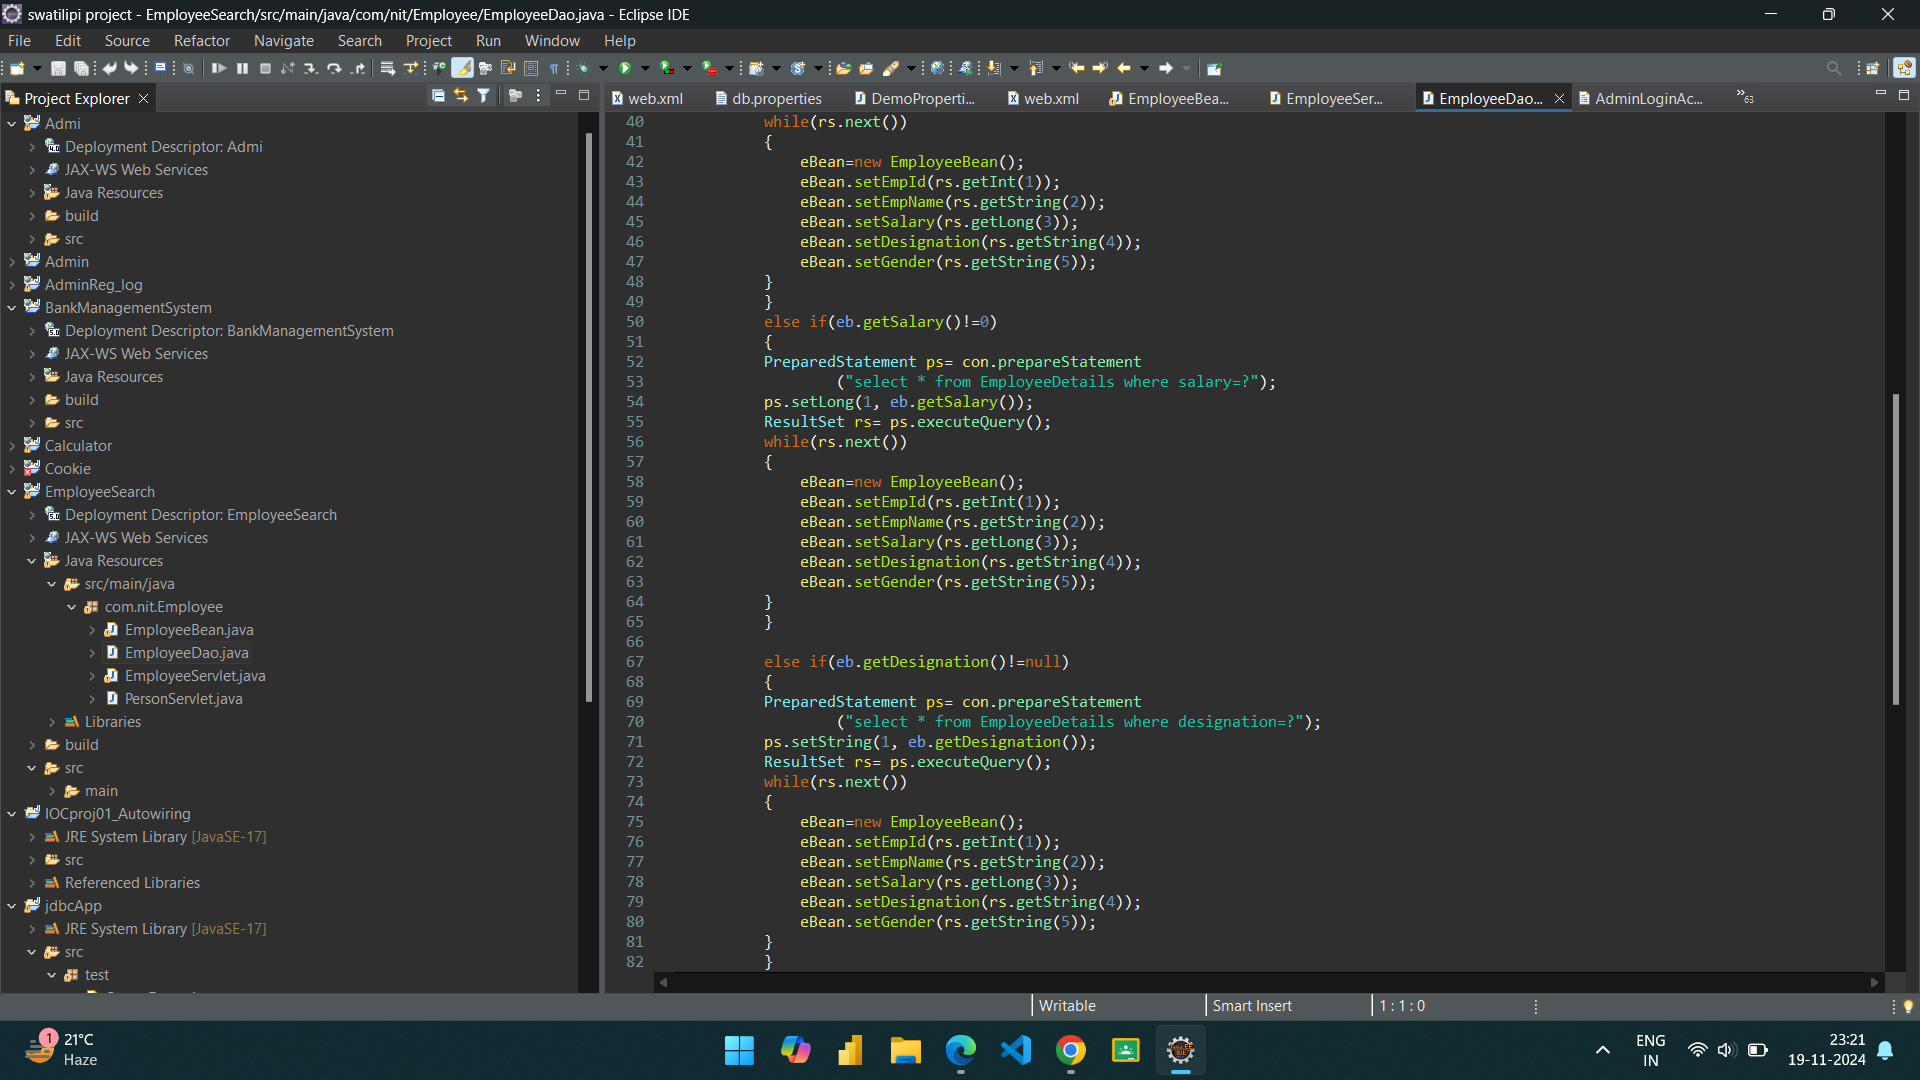 swatilipi project - EmployeeSearch/src/main/java/com/nit/Employee/EmployeeDao.java - Eclipse IDE
File Edit Source Refactor Navigate Search Project Run Window Help
Project Explorer
Admi
Deployment Descriptor: Admi
JAX-WS Web Services
Java Resources
build
src
Admin
AdminReg_log
BankManagementSystem
Deployment Descriptor: BankManagementSystem
JAX-WS Web Services
Java Resources
build
src
Calculator
Cookie
EmployeeSearch
Deployment Descriptor: EmployeeSearch
JAX-WS Web Services
Java Resources
src/main/java
com.nit.Employee
EmployeeBean.java
EmployeeDao.java
EmployeeServlet.java
PersonServlet.java
Libraries
build
src
main
IOCproj01_Autowiring
JRE System Library [JavaSE-17]
src
Referenced Libraries
jdbcApp
JRE System Library [JavaSE-17]
src
test
web.xml db.properties DemoProperti... web.xml EmployeeBea... EmployeeSer... EmployeeDao... AdminLoginAc... »63
40 while(rs.next())
41 {
42 eBean=new EmployeeBean();
43 eBean.setEmpId(rs.getInt(1));
44 eBean.setEmpName(rs.getString(2));
45 eBean.setSalary(rs.getLong(3));
46 eBean.setDesignation(rs.getString(4));
47 eBean.setGender(rs.getString(5));
48 }
49 }
50 else if(eb.getSalary()!=0)
51 {
52 PreparedStatement ps= con.prepareStatement
53 ("select * from EmployeeDetails where salary=?");
54 ps.setLong(1, eb.getSalary());
55 ResultSet rs= ps.executeQuery();
56 while(rs.next())
57 {
58 eBean=new EmployeeBean();
59 eBean.setEmpId(rs.getInt(1));
60 eBean.setEmpName(rs.getString(2));
61 eBean.setSalary(rs.getLong(3));
62 eBean.setDesignation(rs.getString(4));
63 eBean.setGender(rs.getString(5));
64 }
65 }
66
67 else if(eb.getDesignation()!=null)
68 {
69 PreparedStatement ps= con.prepareStatement
70 ("select * from EmployeeDetails where designation=?");
71 ps.setString(1, eb.getDesignation());
72 ResultSet rs= ps.executeQuery();
73 while(rs.next())
74 {
75 eBean=new EmployeeBean();
76 eBean.setEmpId(rs.getInt(1));
77 eBean.setEmpName(rs.getString(2));
78 eBean.setSalary(rs.getLong(3));
79 eBean.setDesignation(rs.getString(4));
80 eBean.setGender(rs.getString(5));
81 }
82 }
Writable Smart Insert 1 : 1 : 0
1
21°C
Haze
ENG
IN
23:21
19-11-2024